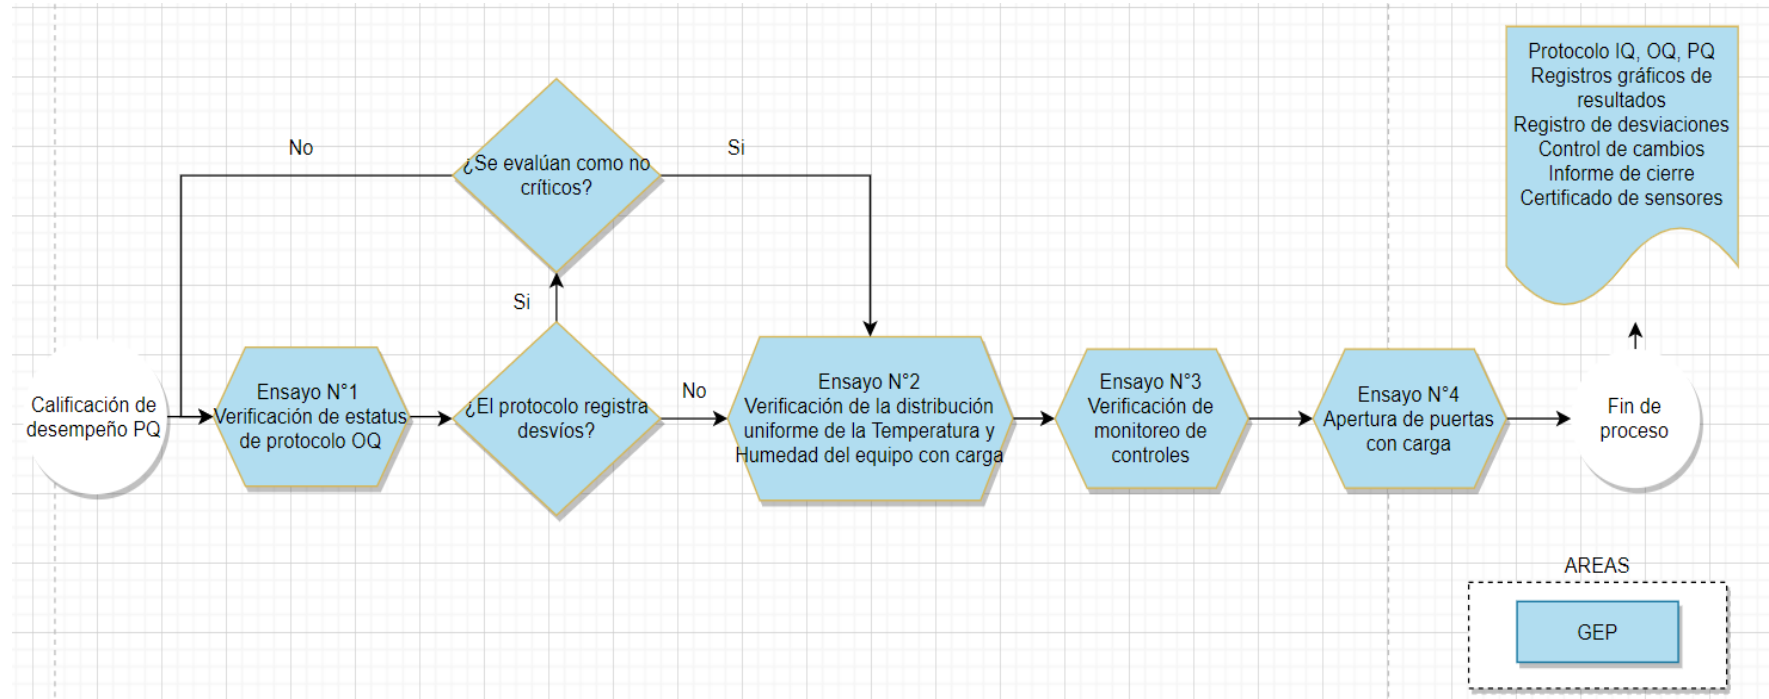 Protocolo IQ, OQ, PQ
Registros gráficos de
resultados
Registro de desviaciones
Control de cambios
Informe de cierre
Certificado de sensores
No
¿Se evalúan como no
críticos?
Si
Si
Calificación de
desempeño PQ
Ensayo N°1
Verificación de estatus
de protocolo OQ
¿El protocolo registra
desvíos?
No
Ensayo N°2
Verificación de la distribución
uniforme de la Temperatura y
Humedad del equipo con carga
Ensayo N°3
Verificación de
monitoreo de
controles
Ensayo N°4
Apertura de puertas
con carga
Fin de
proceso
AREAS
GEP